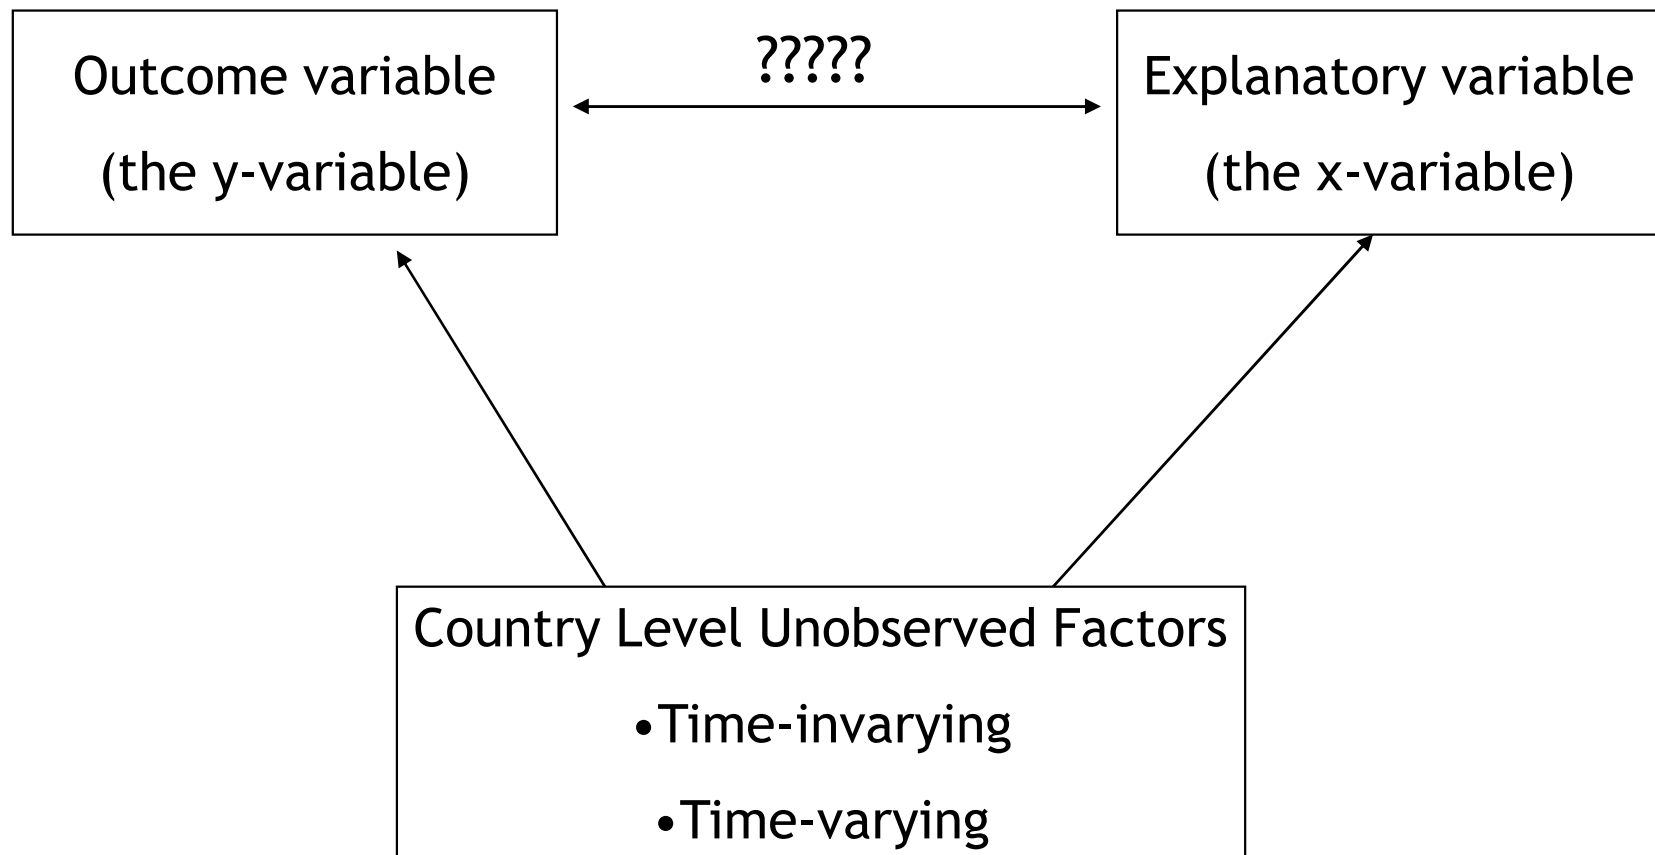 Outcome variable
(the y-variable)
?????
Explanatory variable
(the x-variable)
Country Level Unobserved Factors
•Time-invarying
•Time-varying